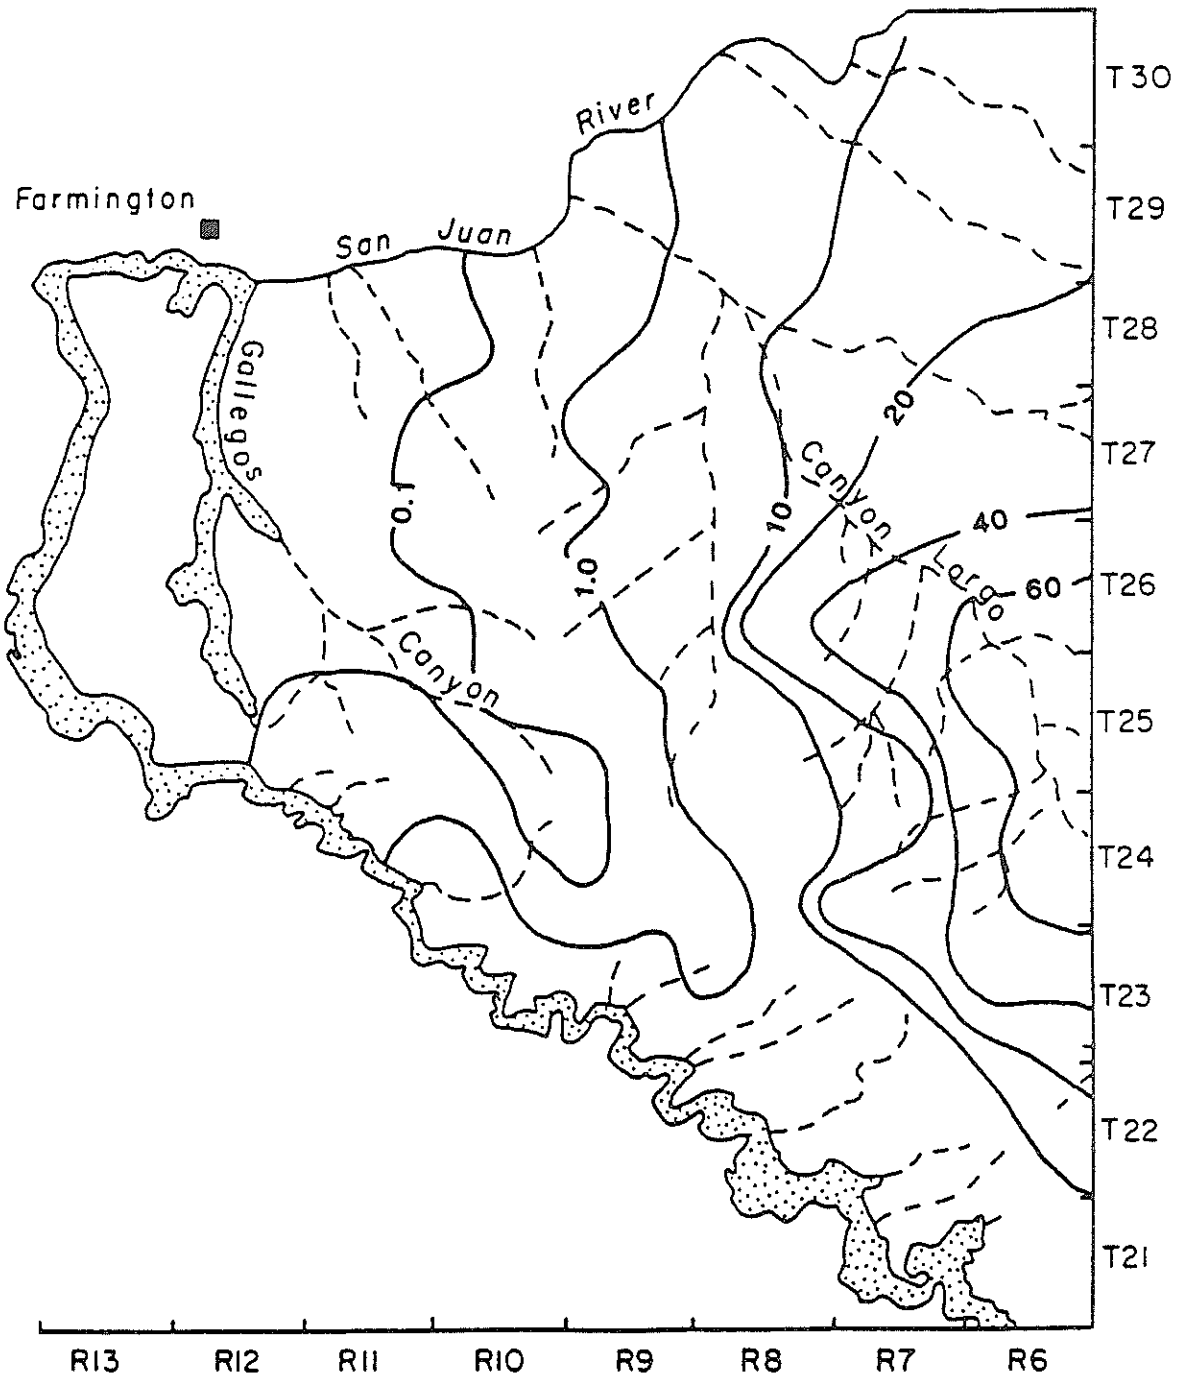 T30
River
Farmington
T29
San Juan
T28
Gallegos
20
T27
Canyon
0.1
10
40
1.0
Largo
T26
60
Canyon
T25
T24
T23
T22
T21
R13 R12 R11 R10 R9 R8 R7 R6